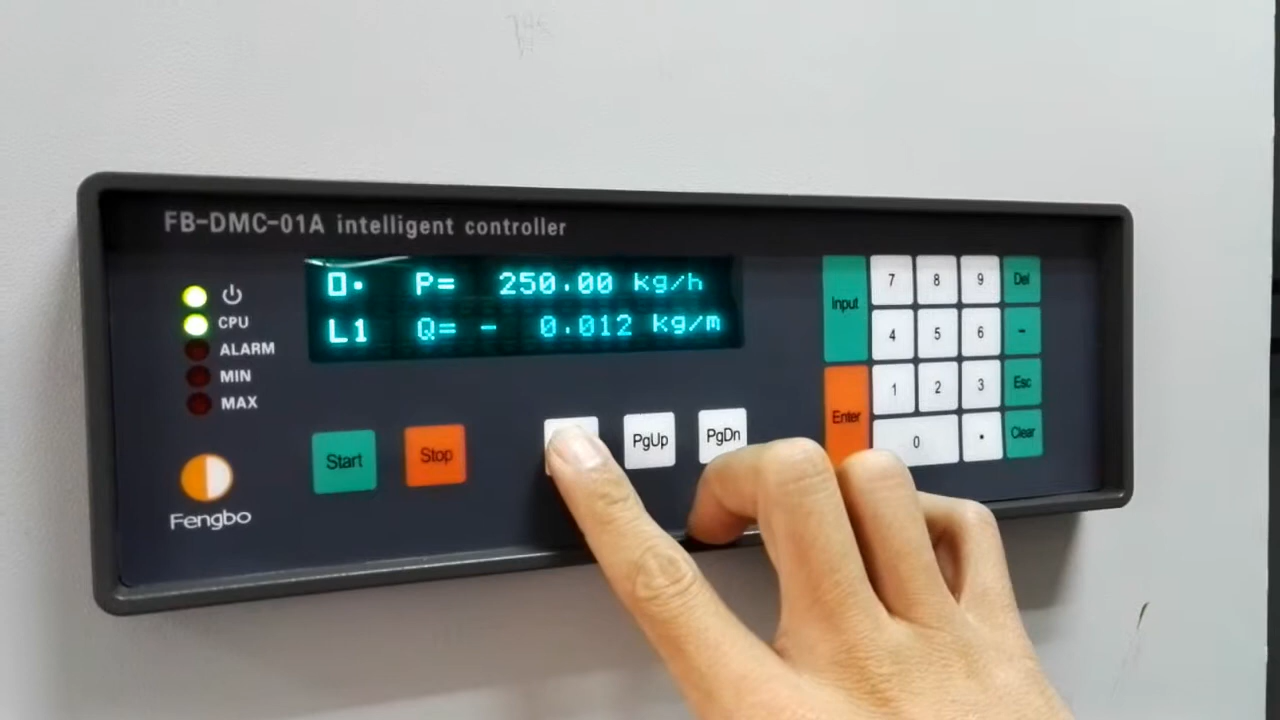 FB-DMC-01A intelligent controller
CPU
ALARM
MIN
MAX
P= 250.00 kg/h
L1 Q= - 0.012 kg/m
Start
Stop
PgUp
PgDn
Fengbo
Input
7 8 9 Del
4 5 6 -
Enter
1 2 3 Esc
0 . Clear